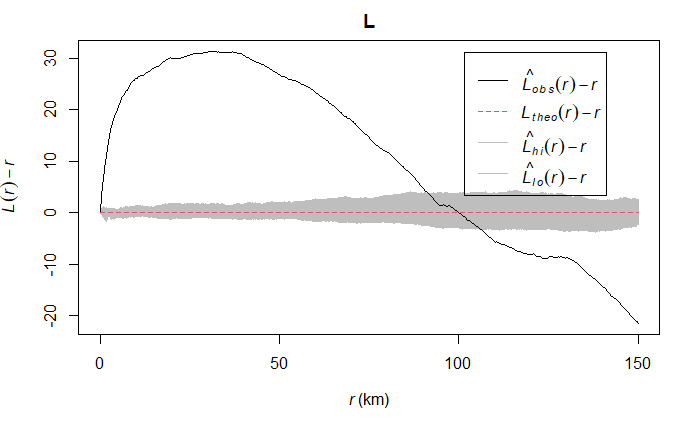 L
L̂obs(r) − r
Ltheo(r) − r
L̂hi(r) − r
L̂lo(r) − r
L(r) − r
30
20
10
0
-10
-20
0 50 100 150
r (km)